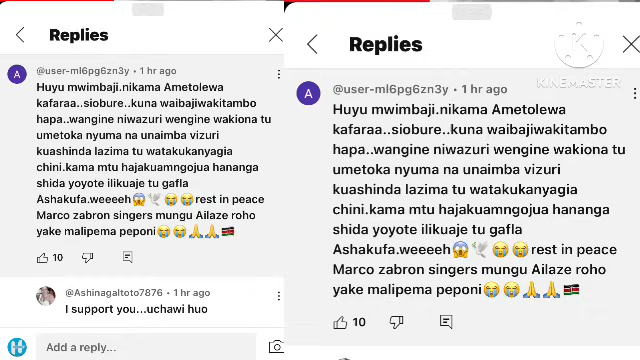 Replies
@user-ml6pg6zn3y • 1 hr ago
A
Huyu mwimbaji.nikama Ametolewa
kafaraa..siobure..kuna waibajiwakitambo
hapa..wangine niwazuri wengine wakiona tu
umetoka nyuma na unaimba vizuri
kuashinda lazima tu watakukanyagia
chini.kama mtu hajakuamngojua hananga
shida yoyote ilikuaje tu gafla
Ashakufa.weeeeh😱🕊️😭😭rest in peace
Marco zabron singers mungu Ailaze roho
yake malipema peponi😭😭🙏🙏🇰🇪
10
@Ashinagaltoto7876 • 1 hr ago
I support you...uchawi huo
Add a reply...
Replies
KINEMASTER
@user-ml6pg6zn3y • 1 hr ago
A
Huyu mwimbaji.nikama Ametolewa
kafaraa..siobure..kuna waibajiwakitambo
hapa..wangine niwazuri wengine wakiona tu
umetoka nyuma na unaimba vizuri
kuashinda lazima tu watakukanyagia
chini.kama mtu hajakuamngojua hananga
shida yoyote ilikuaje tu gafla
Ashakufa.weeeeh😱🕊️😭😭rest in peace
Marco zabron singers mungu Ailaze roho
yake malipema peponi😭😭🙏🙏🇰🇪
10